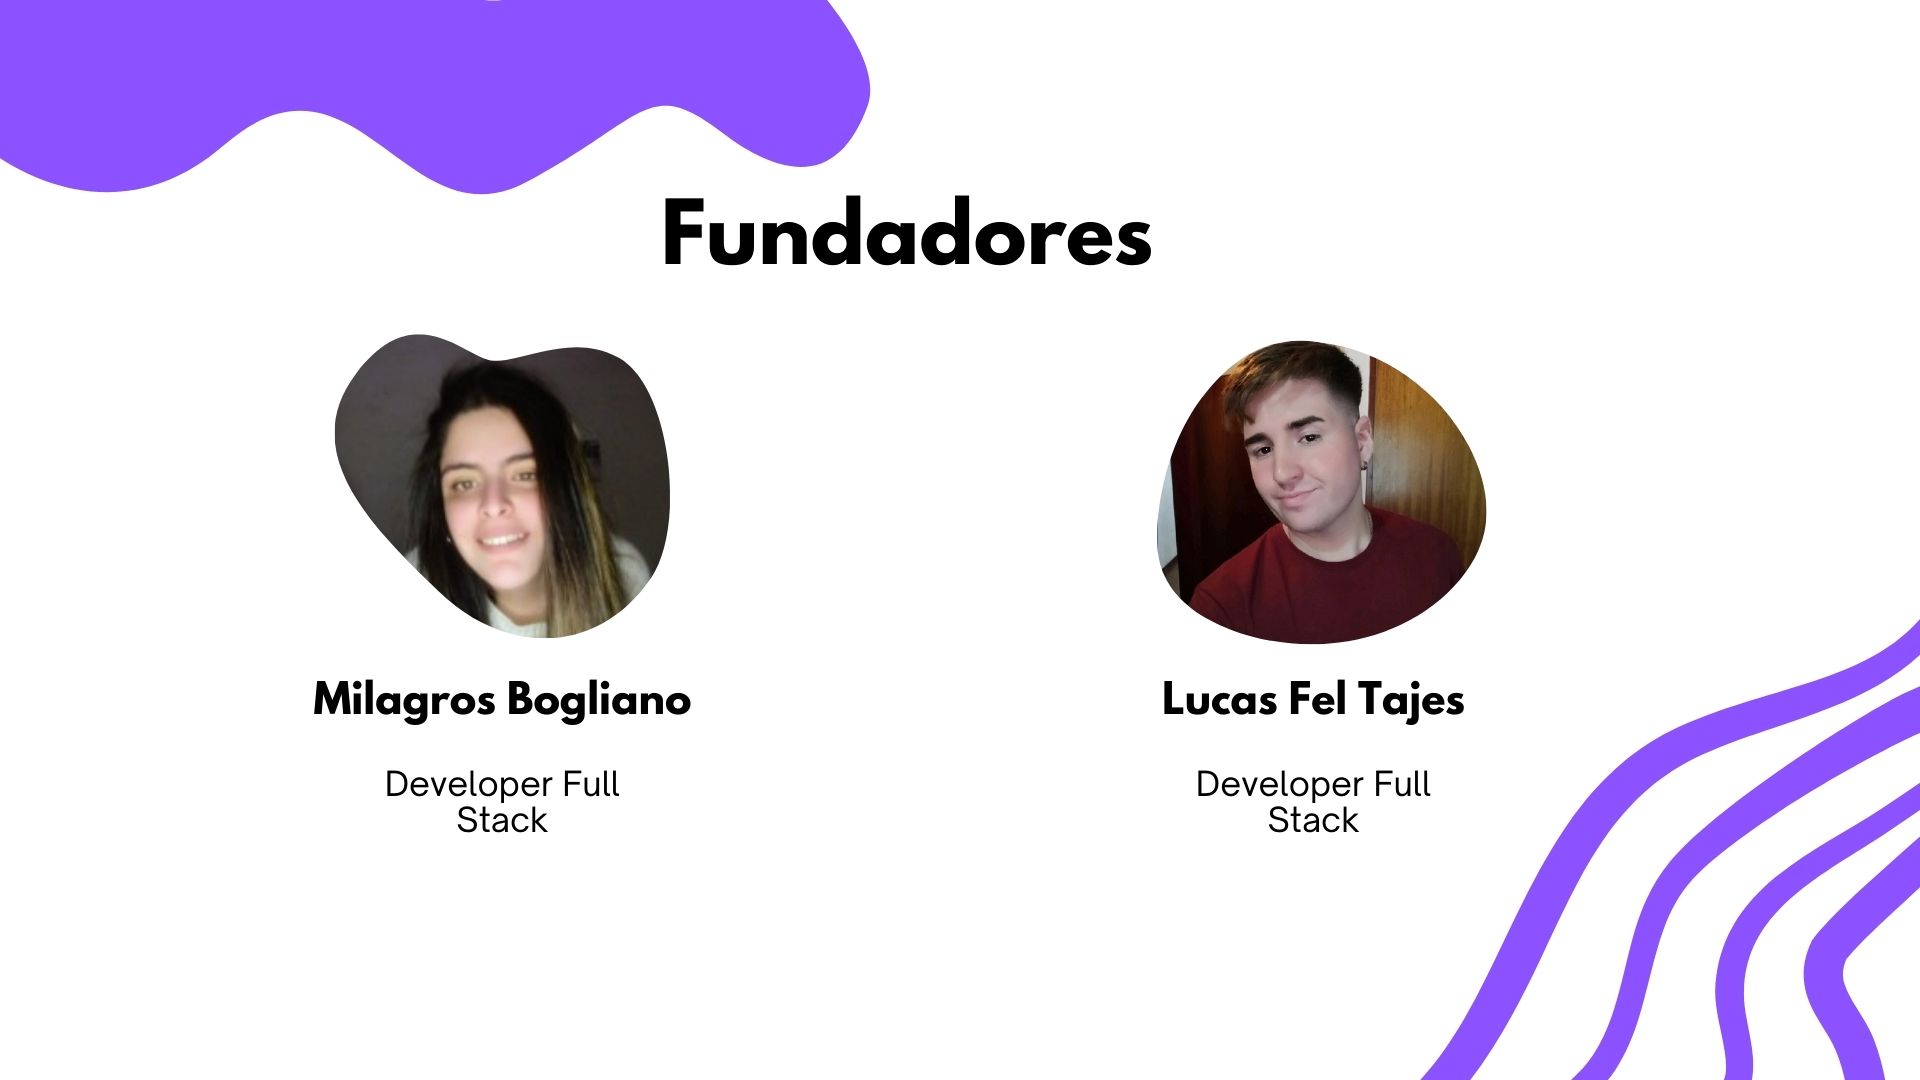 Fundadores
Milagros Bogliano
Developer Full
Stack
Lucas Fel Tajes
Developer Full
Stack